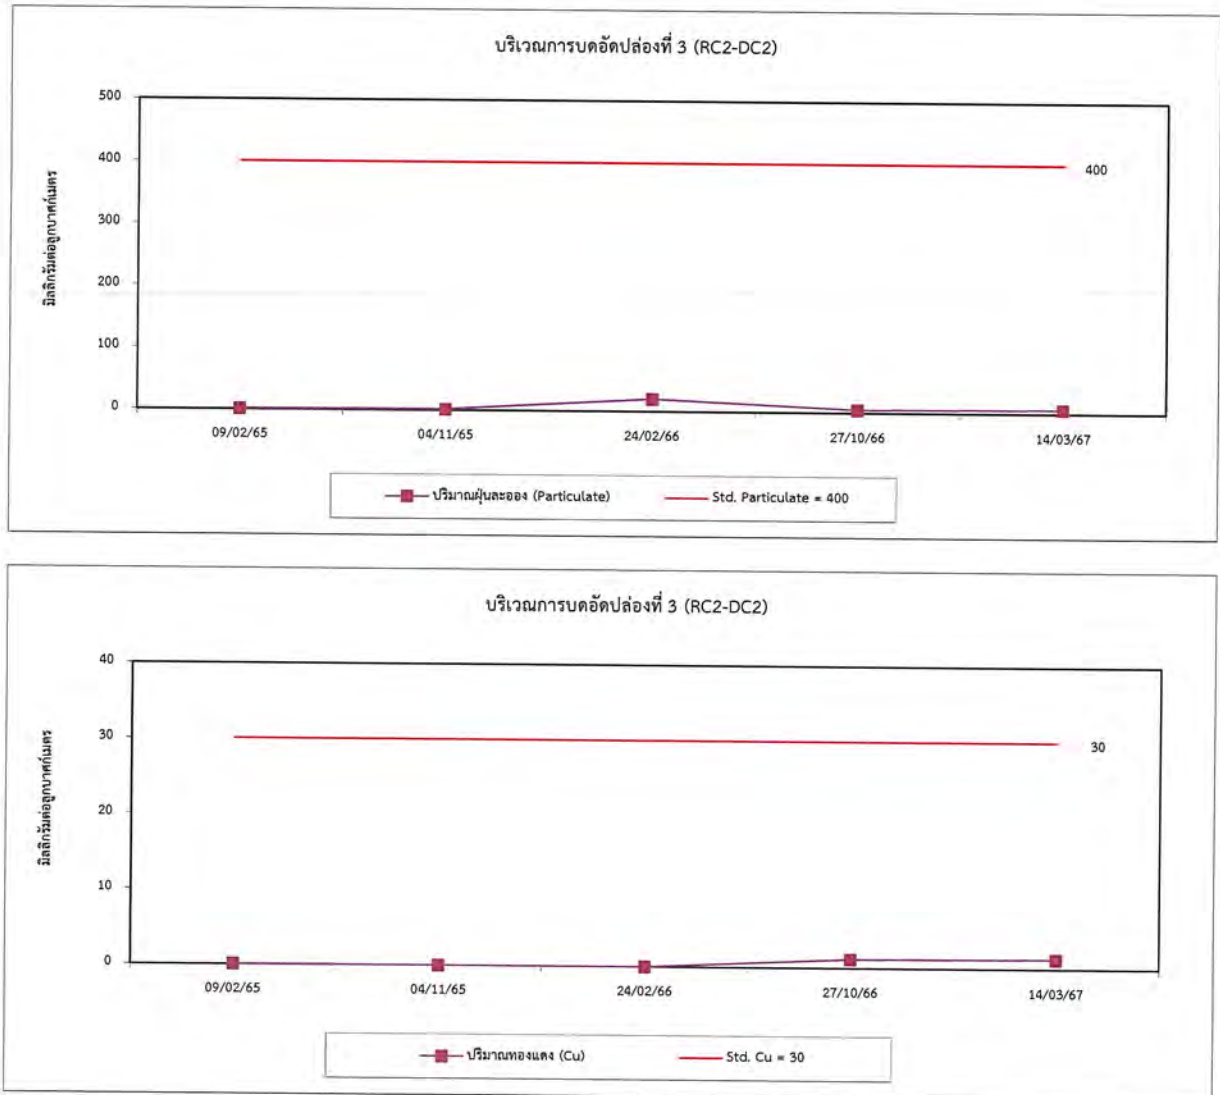 บริเวณการบดอัดปล่องที่ 3 (RC2-DC2)
มิลลิกรัมต่อลูกบาศก์เมตร
500
400
300
200
100
0
400
09/02/65 04/11/65 24/02/66 27/10/66 14/03/67
ปริมาณฝุ่นละออง (Particulate) Std. Particulate = 400
บริเวณการบดอัดปล่องที่ 3 (RC2-DC2)
มิลลิกรัมต่อลูกบาศก์เมตร
40
30
20
10
0
30
09/02/65 04/11/65 24/02/66 27/10/66 14/03/67
ปริมาณทองแดง (Cu) Std. Cu = 30